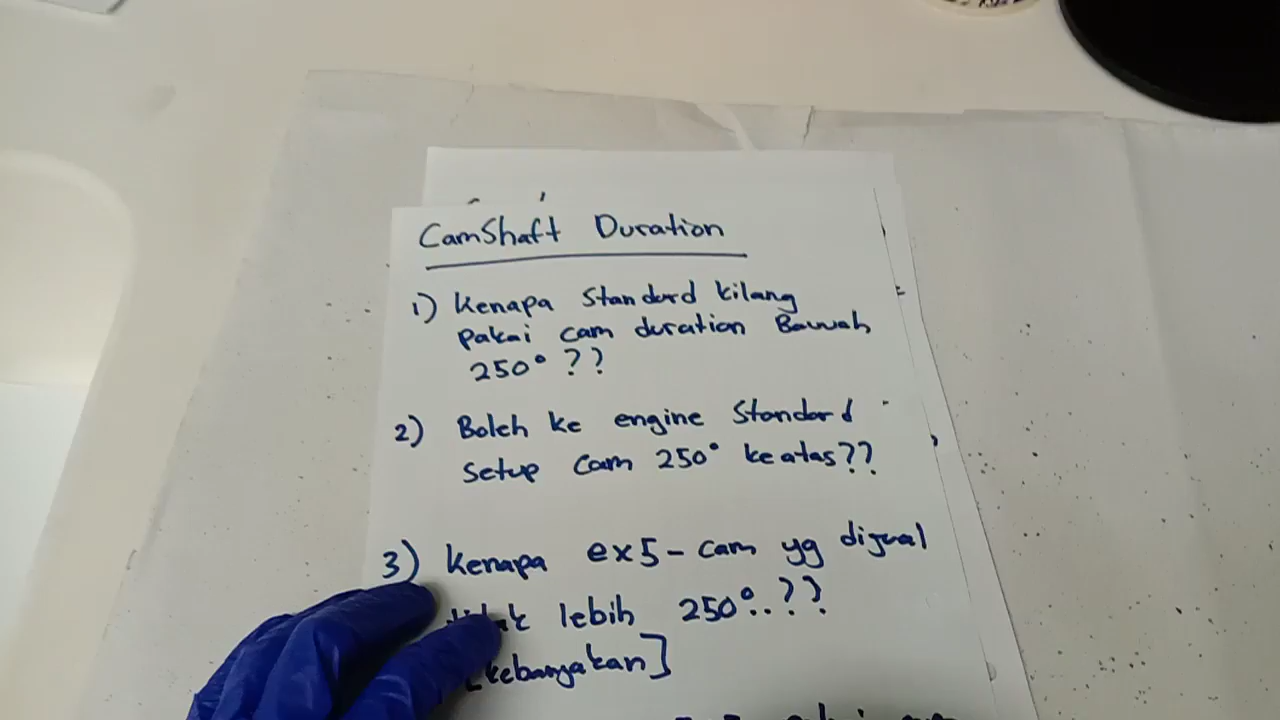 CamShaft Duration
1) Kenapa Standard kilang
pakai cam duration Bawah
250° ??
2) Boleh ke engine Standard
Setup Cam 250° keatas??
3) Kenapa ex5-cam yg dijual
lebih 250°..??
[kebanyakan]